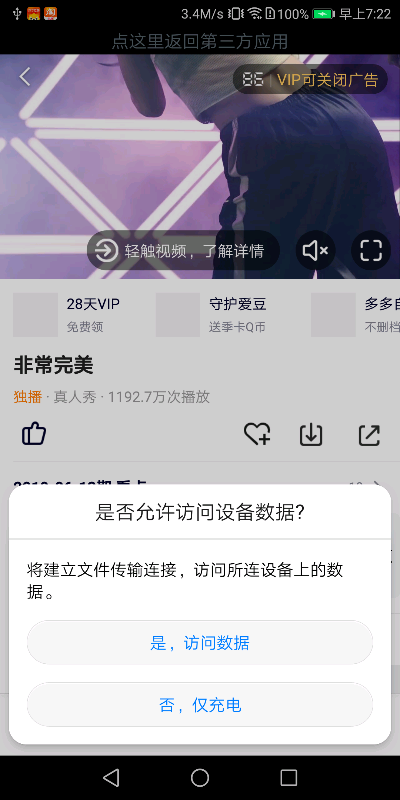 3.4M/s 100% 早上7:22
点这里返回第三方应用
VIP可关闭广告
轻触视频，了解详情
28天VIP 守护爱豆
免费领 送季卡Q币 不删档
非常完美
独播 · 真人秀 · 1192.7万次播放
是否允许访问设备数据?
将建立文件传输连接，访问所连设备上的数
据。
是，访问数据
否，仅充电